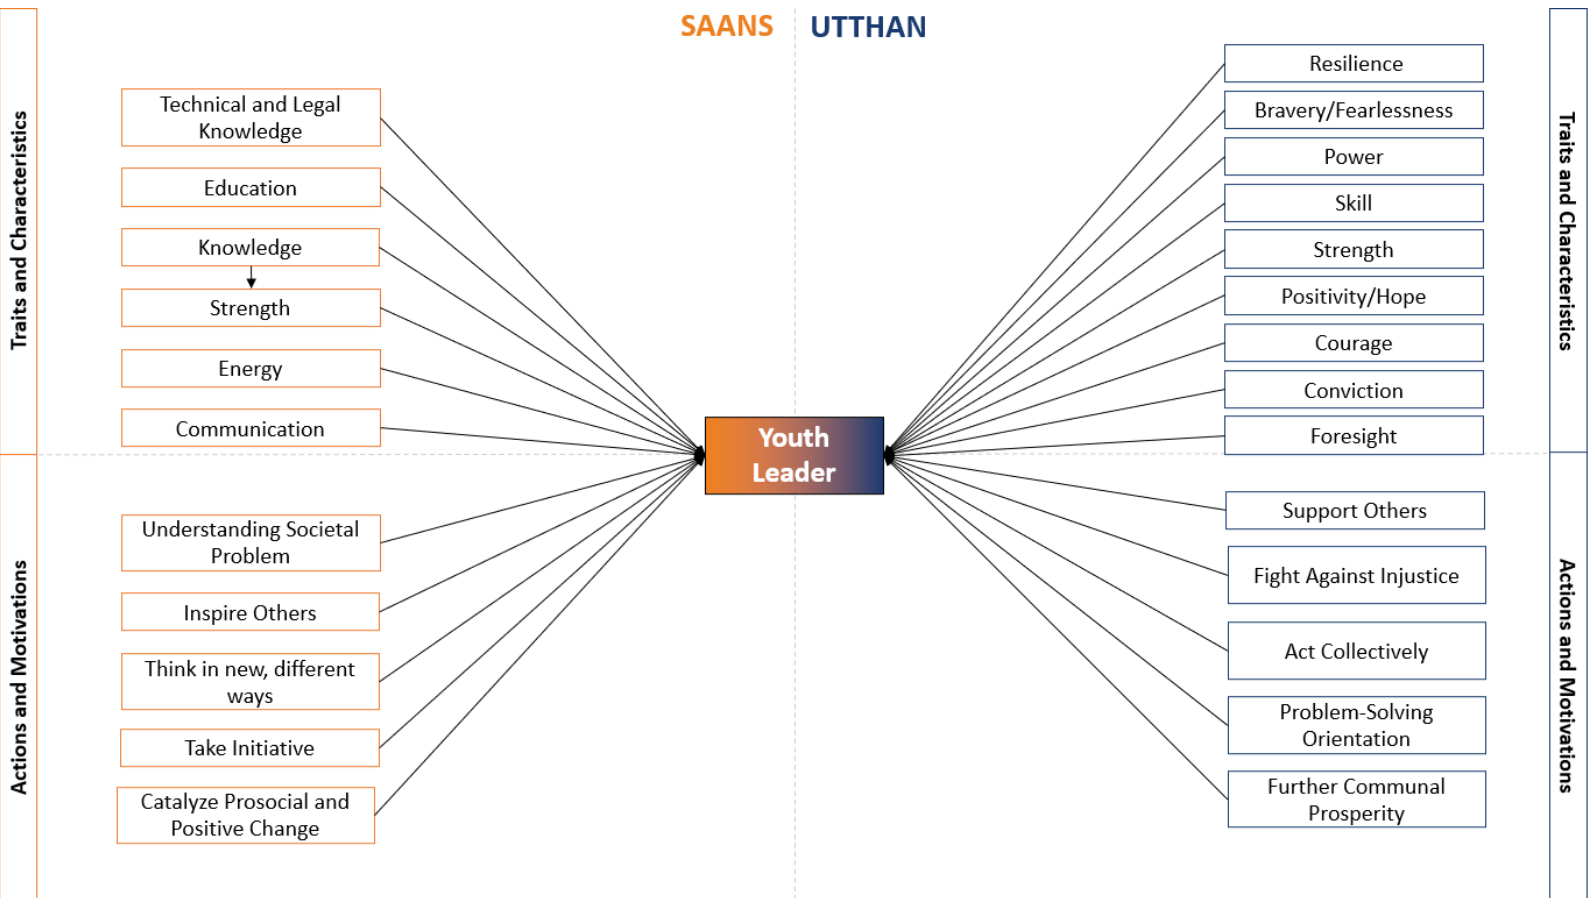 SAANS
UTTHAN
Traits and Characteristics
Technical and Legal
Knowledge
Education
Knowledge
Strength
Energy
Communication
Actions and Motivations
Understanding Societal
Problem
Inspire Others
Think in new, different
ways
Take Initiative
Catalyze Prosocial and
Positive Change
Youth
Leader
Traits and Characteristics
Resilience
Bravery/Fearlessness
Power
Skill
Strength
Positivity/Hope
Courage
Conviction
Foresight
Actions and Motivations
Support Others
Fight Against Injustice
Act Collectively
Problem-Solving
Orientation
Further Communal
Prosperity